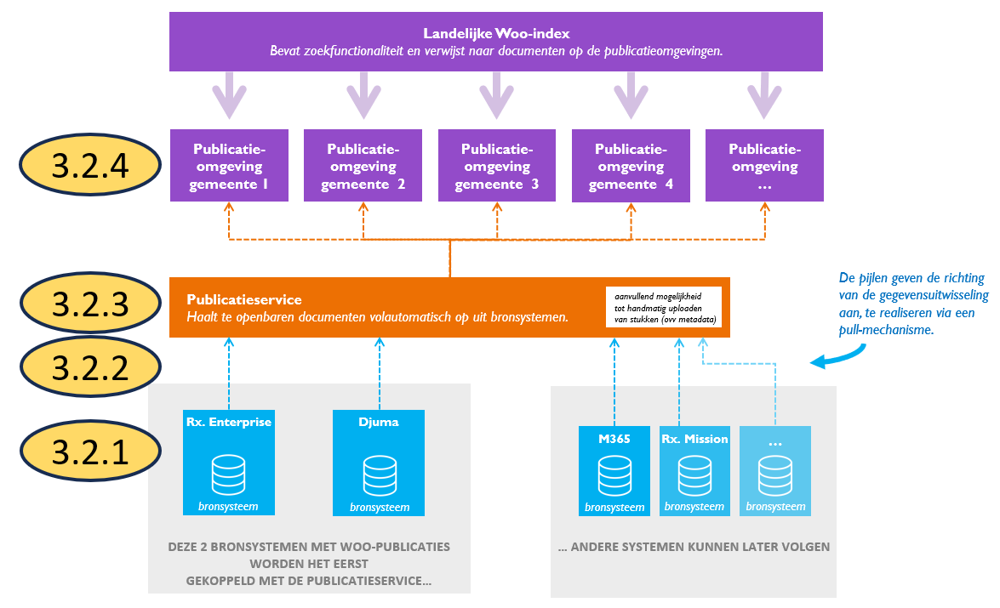 Landelijke Woo-index
Bevat zoekfunctionaliteit en verwijst naar documenten op de publicatieomgevingen.
3.2.4
Publicatie-
omgeving
gemeente 1
Publicatie-
omgeving
gemeente 2
Publicatie-
omgeving
gemeente 3
Publicatie-
omgeving
gemeente 4
Publicatie-
omgeving
...
3.2.3
Publicatieservice
Haalt te openbaren documenten volautomatisch op uit bronsystemen.
aanvullend mogelijkheid
tot handmatig uploaden
van stukken (ovv metadata)
De pijlen geven de richting
van de gegevensuitwisseling
aan, te realiseren via een
pull-mechanisme.
3.2.2
3.2.1
Rx. Enterprise
bronsysteem
Djuma
bronsysteem
M365
bronsysteem
Rx. Mission
bronsysteem
...
bronsysteem
DEZE 2 BRONSYSTEMEN MET WOO-PUBLICATIES
WORDEN HET EERST
GEKOPPELD MET DE PUBLICATIESERVICE...
... ANDERE SYSTEMEN KUNNEN LATER VOLGEN